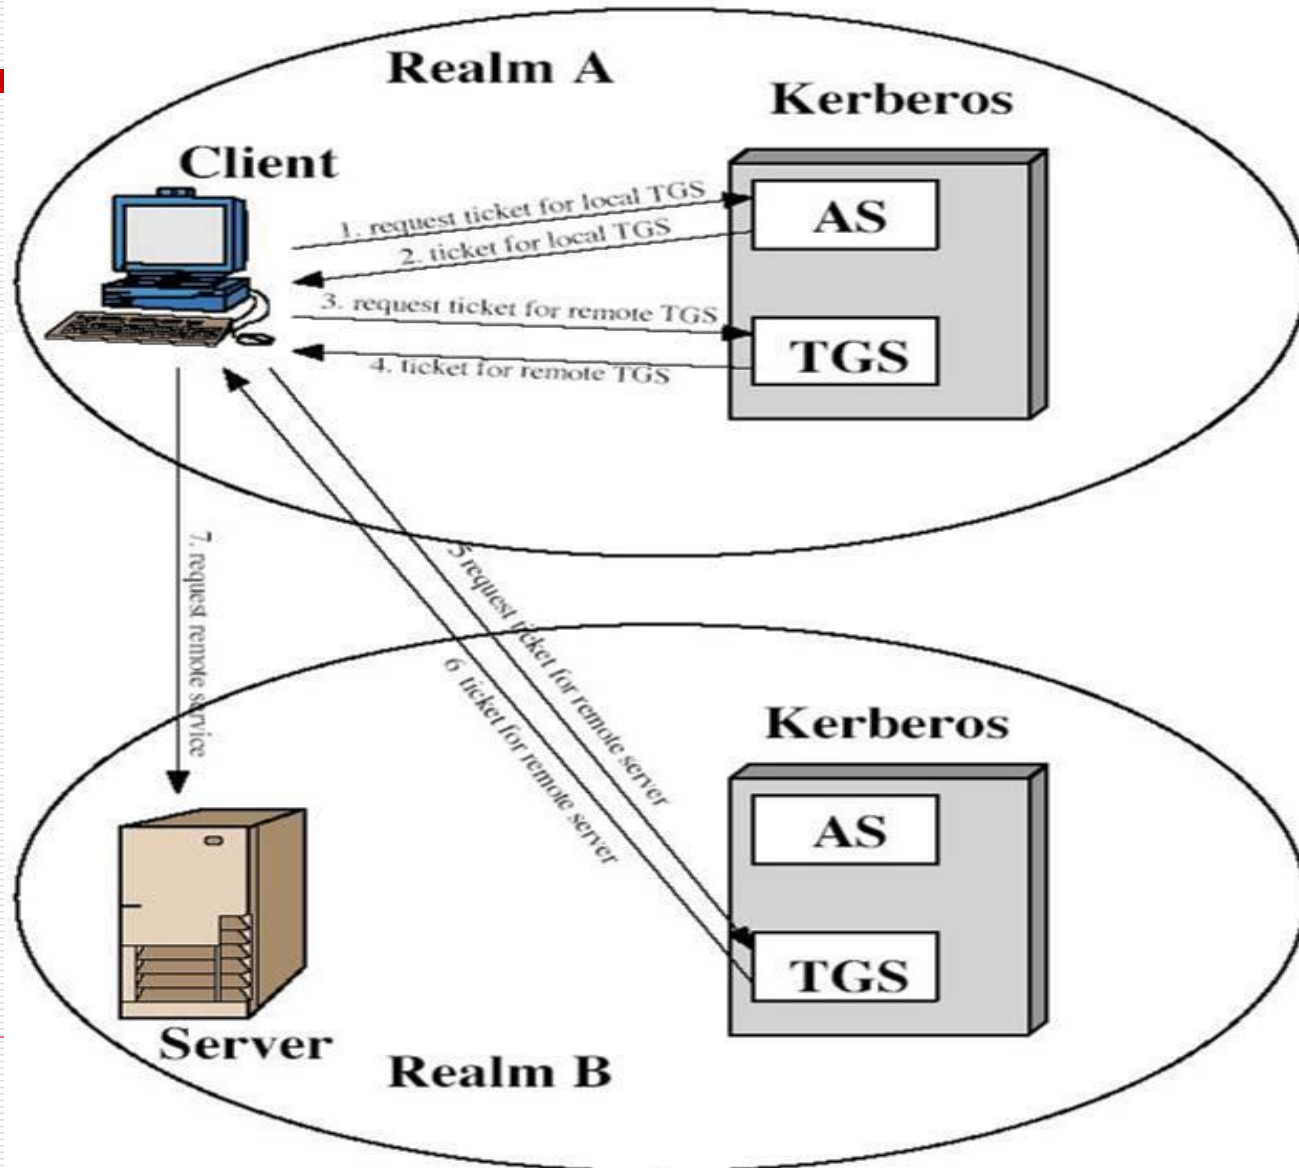 Realm A
Kerberos
Client
1. request ticket for local TGS
AS
2. ticket for local TGS
3. request ticket for remote TGS
TGS
4. ticket for remote TGS
5 request ticket for remote server
7. request remote service
6 ticket for remote server
Kerberos
AS
TGS
Server
Realm B